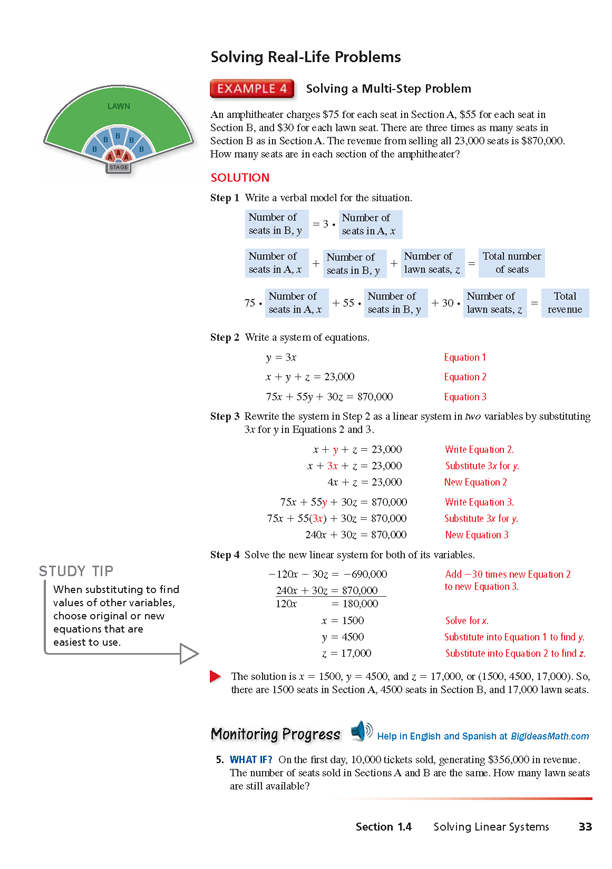 Solving Real-Life Problems
EXAMPLE 4 Solving a Multi-Step Problem
LAWN
B B B B B
A A A
STAGE
An amphitheater charges $75 for each seat in Section A, $55 for each seat in
Section B, and $30 for each lawn seat. There are three times as many seats in
Section B as in Section A. The revenue from selling all 23,000 seats is $870,000.
How many seats are in each section of the amphitheater?
SOLUTION
Step 1 Write a verbal model for the situation.
Number of seats in B, y = 3 • Number of seats in A, x
Number of seats in A, x + Number of seats in B, y + Number of lawn seats, z = Total number of seats
75 • Number of seats in A, x + 55 • Number of seats in B, y + 30 • Number of lawn seats, z = Total revenue
Step 2 Write a system of equations.
y = 3x Equation 1
x + y + z = 23,000 Equation 2
75x + 55y + 30z = 870,000 Equation 3
Step 3 Rewrite the system in Step 2 as a linear system in two variables by substituting
3x for y in Equations 2 and 3.
x + y + z = 23,000 Write Equation 2.
x + 3x + z = 23,000 Substitute 3x for y.
4x + z = 23,000 New Equation 2
75x + 55y + 30z = 870,000 Write Equation 3.
75x + 55(3x) + 30z = 870,000 Substitute 3x for y.
240x + 30z = 870,000 New Equation 3
Step 4 Solve the new linear system for both of its variables.
−120x − 30z = −690,000 Add −30 times new Equation 2
240x + 30z = 870,000 to new Equation 3.
120x = 180,000
x = 1500 Solve for x.
y = 4500 Substitute into Equation 1 to find y.
z = 17,000 Substitute into Equation 2 to find z.
STUDY TIP
When substituting to find
values of other variables,
choose original or new
equations that are
easiest to use.
The solution is x = 1500, y = 4500, and z = 17,000, or (1500, 4500, 17,000). So,
there are 1500 seats in Section A, 4500 seats in Section B, and 17,000 lawn seats.
Monitoring Progress Help in English and Spanish at BigIdeasMath.com
5. WHAT IF? On the first day, 10,000 tickets sold, generating $356,000 in revenue.
The number of seats sold in Sections A and B are the same. How many lawn seats
are still available?
Section 1.4 Solving Linear Systems 33